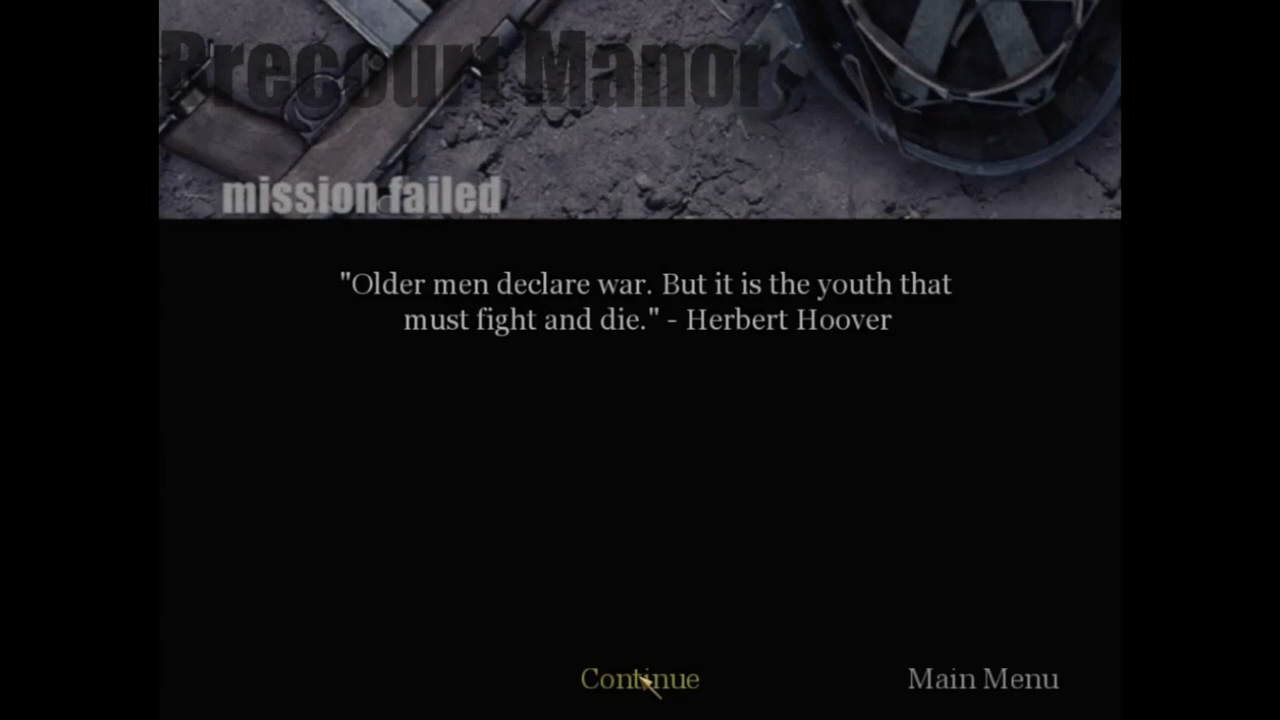 Brecourt Manor
mission failed
"Older men declare war. But it is the youth that
must fight and die." - Herbert Hoover
Continue
Main Menu